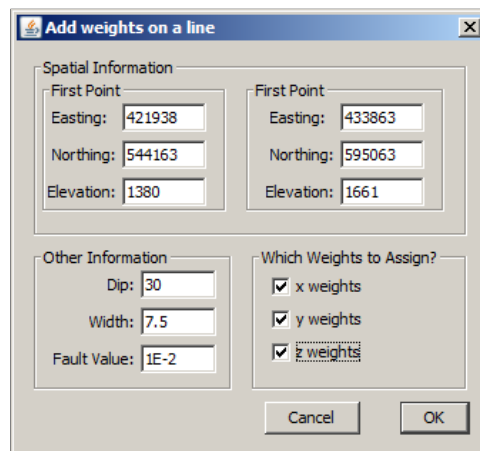 Add weights on a line
Spatial Information
First Point
Easting: 421938
Northing: 544163
Elevation: 1380
First Point
Easting: 433863
Northing: 595063
Elevation: 1661
Other Information
Dip: 30
Width: 7.5
Fault Value: 1E-2
Which Weights to Assign?
x weights
y weights
z weights
Cancel
OK